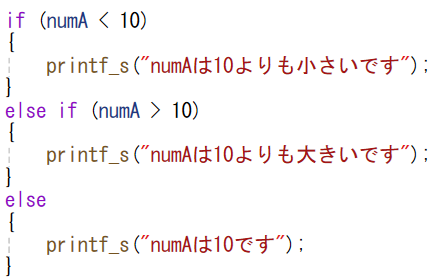 if (numA < 10)
{
    printf_s("numAは10よりも小さいです");
}
else if (numA > 10)
{
    printf_s("numAは10よりも大きいです");
}
else
{
    printf_s("numAは10です");
}